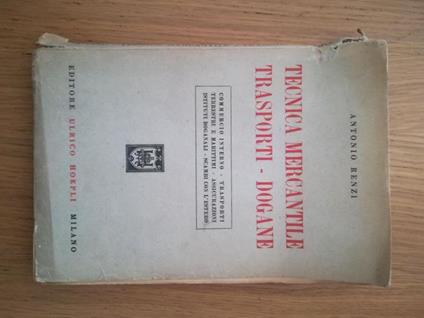 ANTONIO RENZI
TECNICA MERCANTILE
TRASPORTI - DOGANE
COMMERCIO INTERNO - TRASPORTI
TERRESTRI E MARITTIMI - ASSICURAZIONI
ISTITUTI DOGANALI - SCAMBI CON L'ESTERO
EDITORE ULRICO HOEPLI MILANO